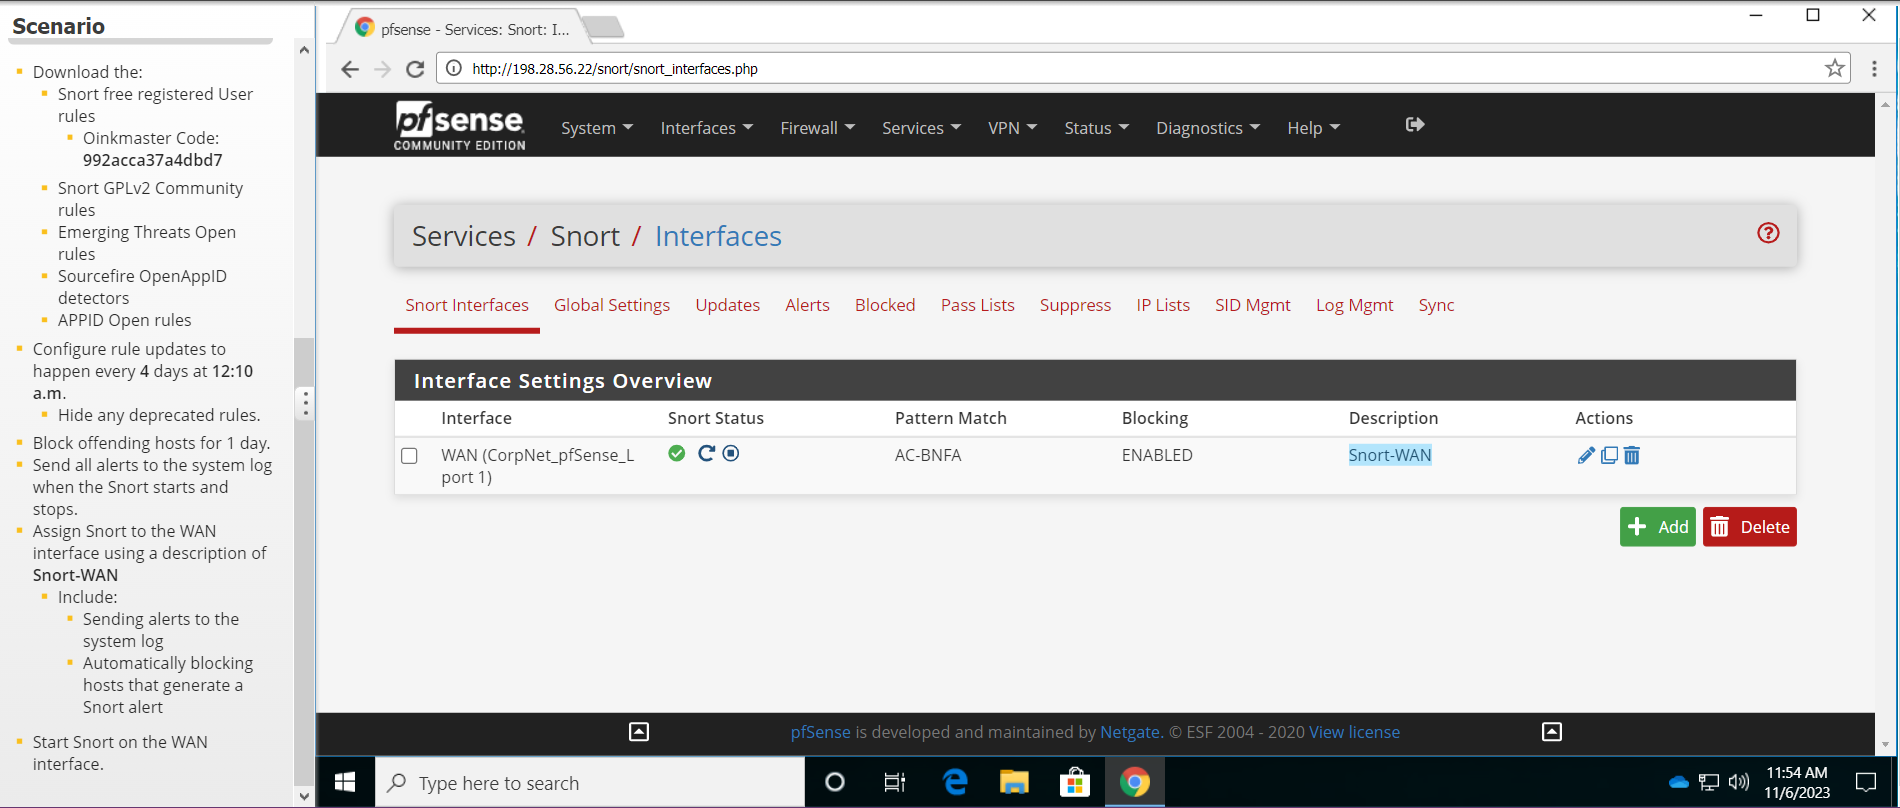 Scenario
Download the:
Snort free registered User
rules
Oinkmaster Code:
992acca37a4dbd7
Snort GPLv2 Community
rules
Emerging Threats Open
rules
Sourcefire OpenAppID
detectors
APPID Open rules
Configure rule updates to
happen every 4 days at 12:10
a.m.
Hide any deprecated rules.
Block offending hosts for 1 day.
Send all alerts to the system log
when the Snort starts and
stops.
Assign Snort to the WAN
interface using a description of
Snort-WAN
Include:
Sending alerts to the
system log
Automatically blocking
hosts that generate a
Snort alert
Start Snort on the WAN
interface.
pfsense - Services: Snort: I...
http://198.28.56.22/snort/snort_interfaces.php
pfsense
COMMUNITY EDITION
System Interfaces Firewall Services VPN Status Diagnostics Help
Services / Snort / Interfaces
Snort Interfaces Global Settings Updates Alerts Blocked Pass Lists Suppress IP Lists SID Mgmt Log Mgmt Sync
Interface Settings Overview
Interface Snort Status Pattern Match Blocking Description Actions
WAN (CorpNet_pfSense_L AC-BNFA ENABLED Snort-WAN
port 1)
Add Delete
pfSense is developed and maintained by Netgate. © ESF 2004 - 2020 View license
Type here to search
11:54 AM
11/6/2023